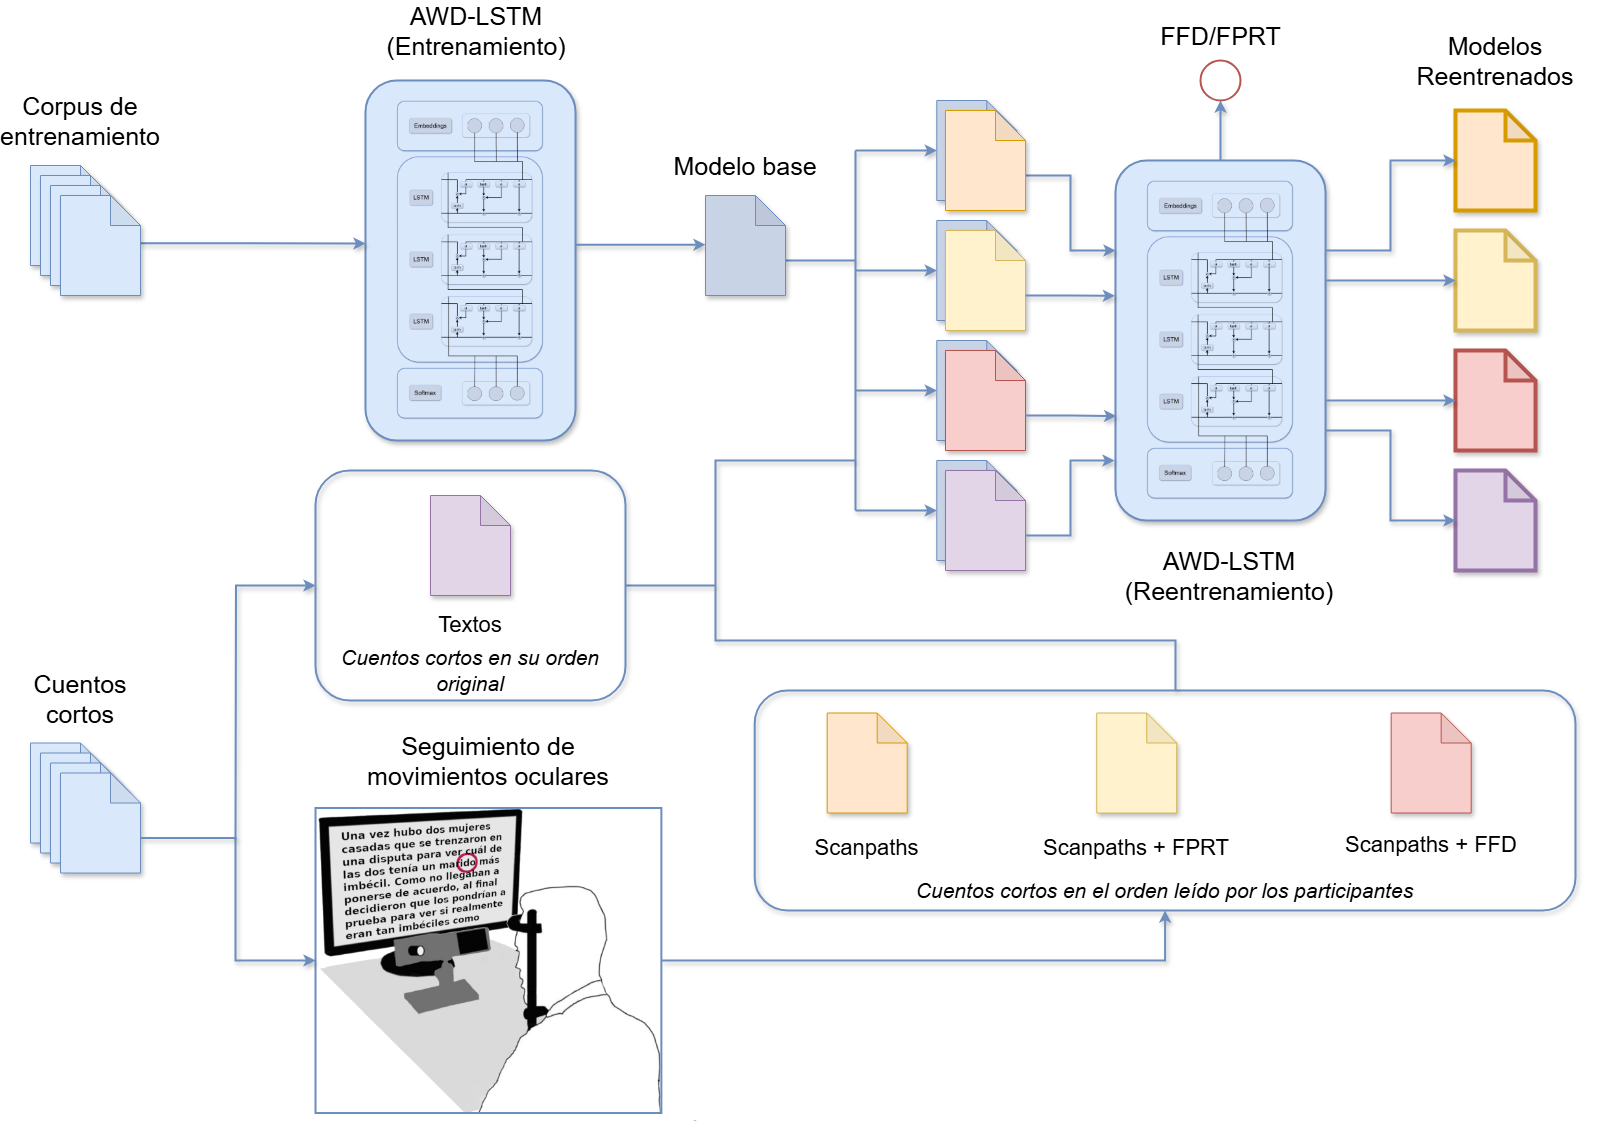 AWD-LSTM
(Entrenamiento)
Corpus de
entrenamiento
Embeddings
LSTM
LSTM
LSTM
Softmax
Modelo base
FFD/FPRT
Modelos
Reentrenados
Embeddings
LSTM
LSTM
LSTM
Softmax
AWD-LSTM
(Reentrenamiento)
Textos
Cuentos cortos en su orden
original
Cuentos
cortos
Seguimiento de
movimientos oculares
Una vez hubo dos mujeres
casadas que se trenzaron en
una disputa para ver cuál de
las dos tenía un marido más
imbécil. Como no llegaban a
ponerse de acuerdo, al final
decidieron que los pondrían a
prueba para ver si realmente
eran tan imbéciles como
Scanpaths
Scanpaths + FPRT
Scanpaths + FFD
Cuentos cortos en el orden leído por los participantes